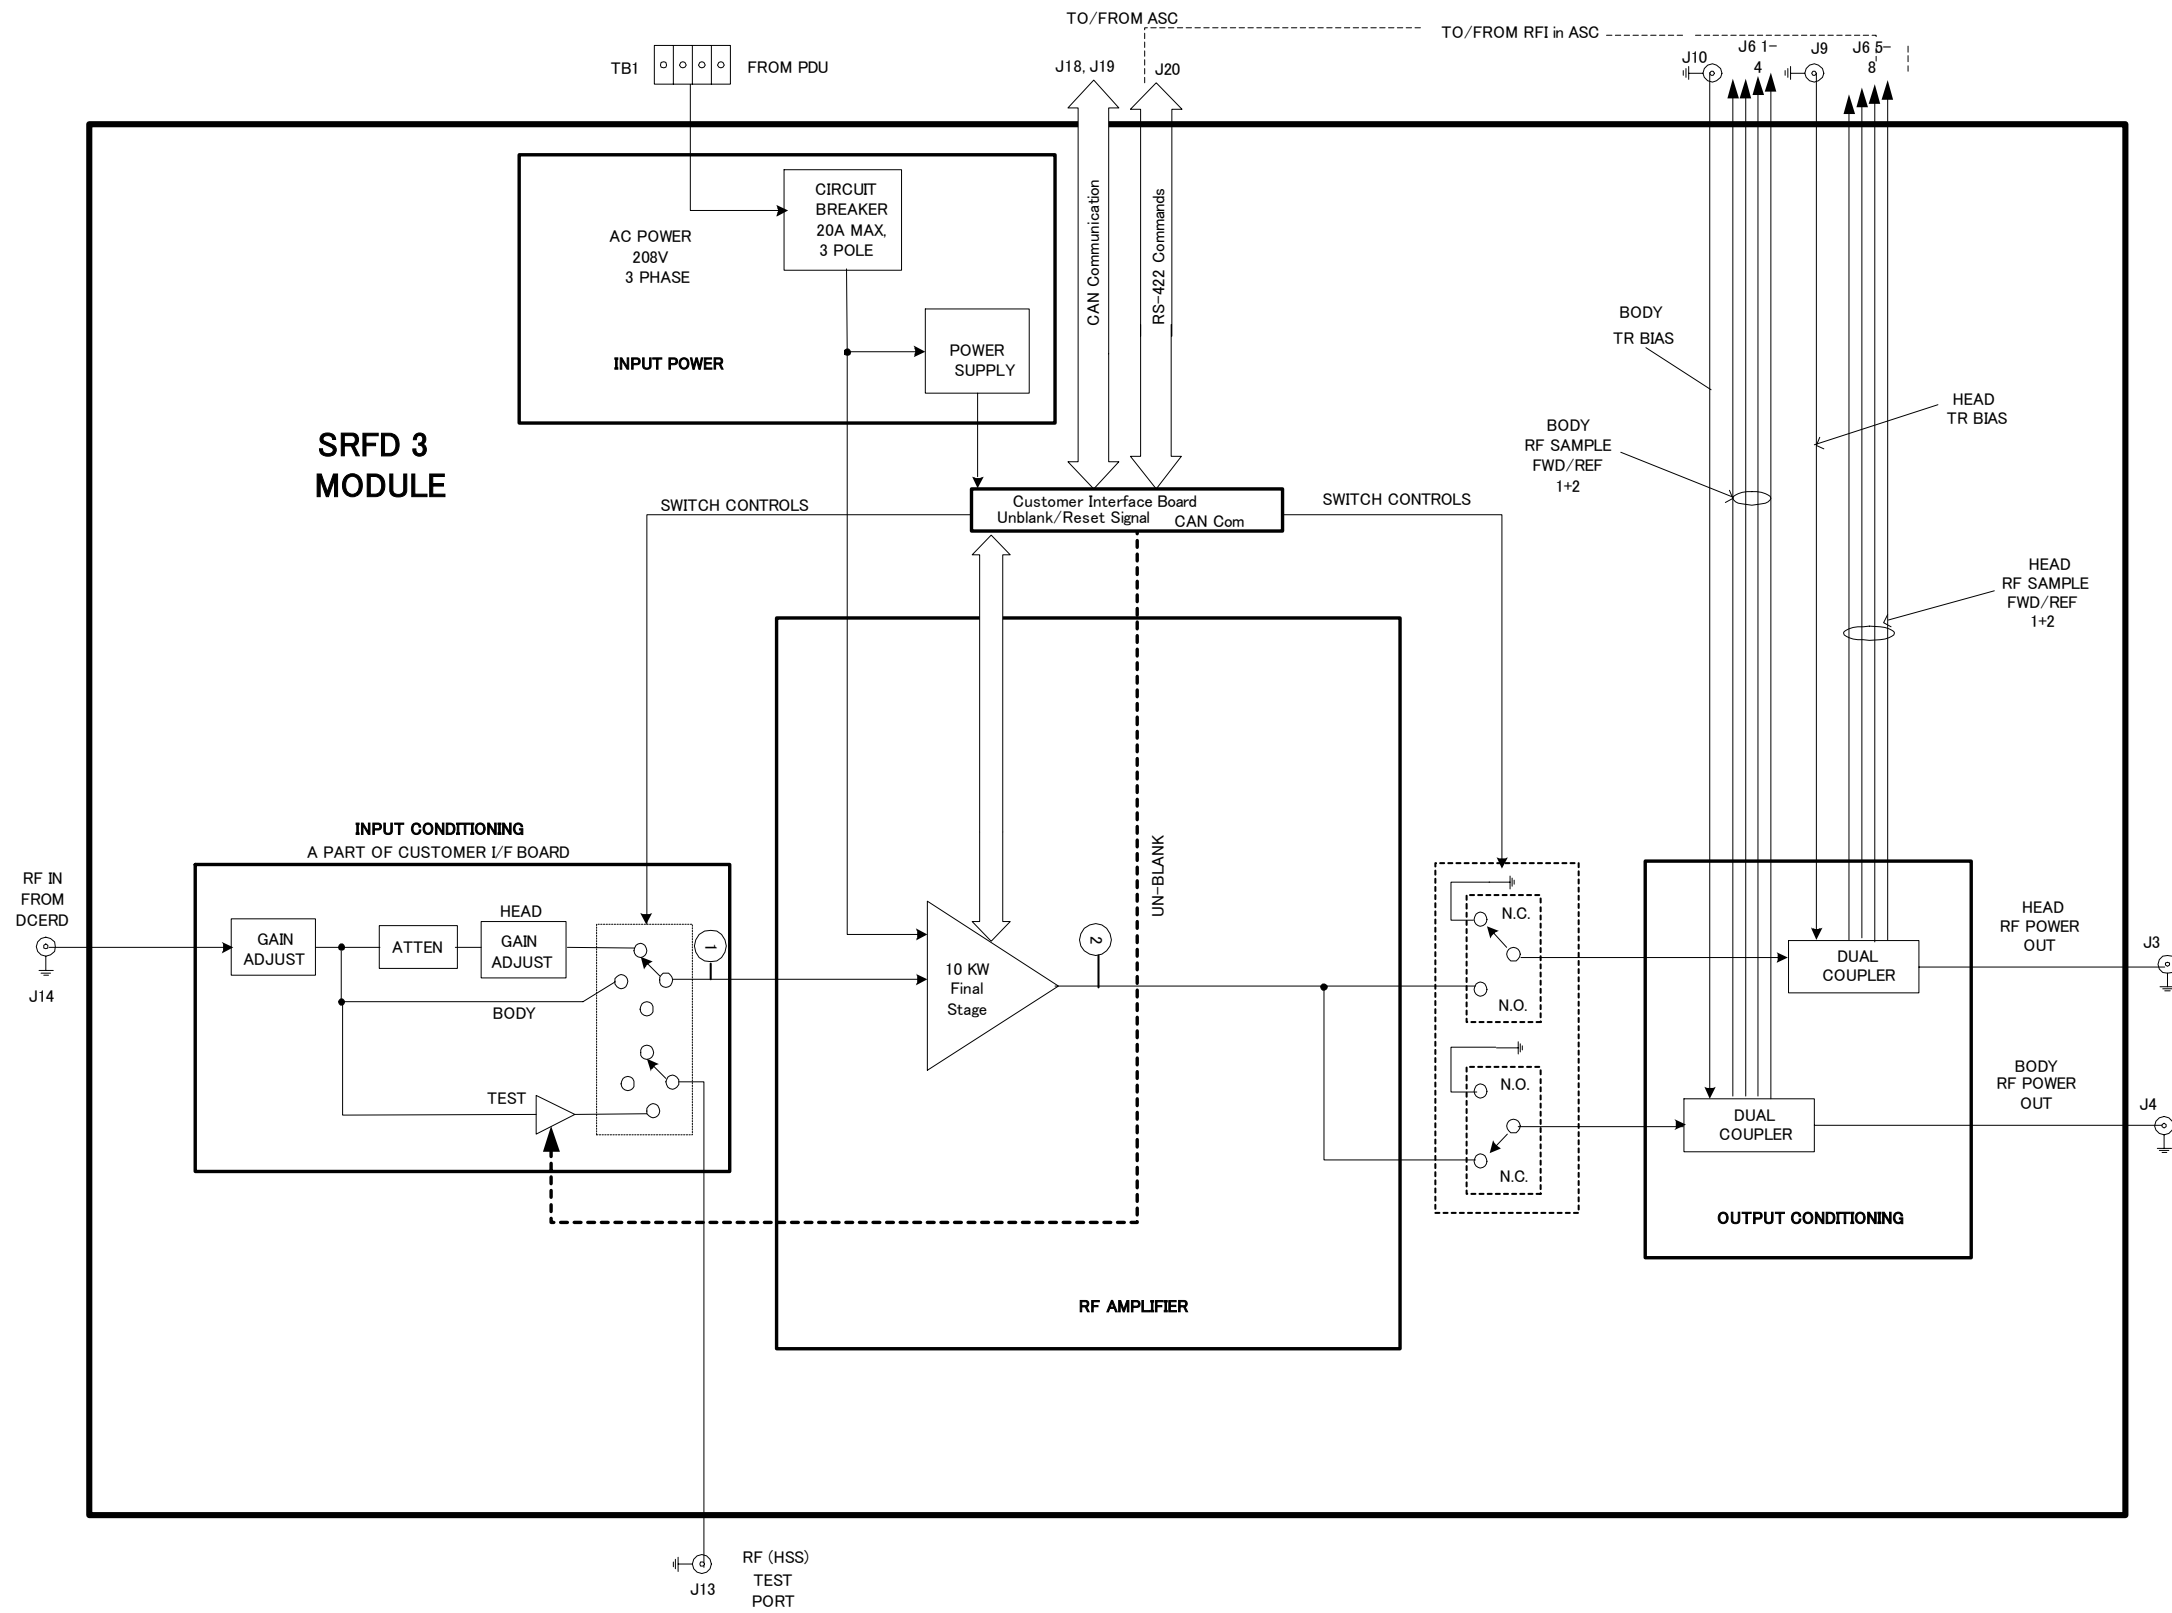 TO/FROM ASC
TO/FROM RFI in ASC
TB1
FROM PDU
J18, J19
J20
J10
J6 1-
4
J9
J6 5-
8
CIRCUIT
BREAKER
20A MAX,
3 POLE
AC POWER
208V
3 PHASE
POWER
SUPPLY
INPUT POWER
CAN Communication
RS-422 Commands
BODY
TR BIAS
HEAD
TR BIAS
BODY
RF SAMPLE
FWD/REF
1+2
HEAD
RF SAMPLE
FWD/REF
1+2
SRFD 3
MODULE
SWITCH CONTROLS
Customer Interface Board
Unblank/Reset Signal
CAN Com
SWITCH CONTROLS
INPUT CONDITIONING
A PART OF CUSTOMER I/F BOARD
RF IN
FROM
DCERD
J14
GAIN
ADJUST
ATTEN
HEAD
GAIN
ADJUST
BODY
TEST
1
10 KW
Final
Stage
2
UN-BLANK
RF AMPLIFIER
N.C.
N.O.
N.O.
N.C.
DUAL
COUPLER
DUAL
COUPLER
OUTPUT CONDITIONING
HEAD
RF POWER
OUT
J3
BODY
RF POWER
OUT
J4
J13
RF (HSS)
TEST
PORT